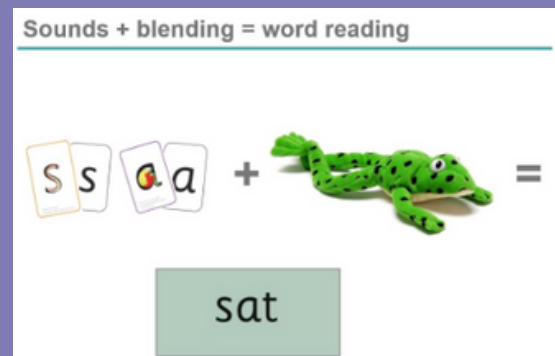 Sounds + blending = word reading
s s a a + =
sat